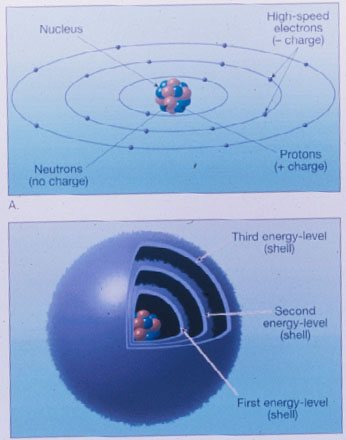 Nucleus
High-speed
electrons
(– charge)
Neutrons
(no charge)
Protons
(+ charge)
A.
Third energy-level
(shell)
Second
energy-level
(shell)
First energy-level
(shell)